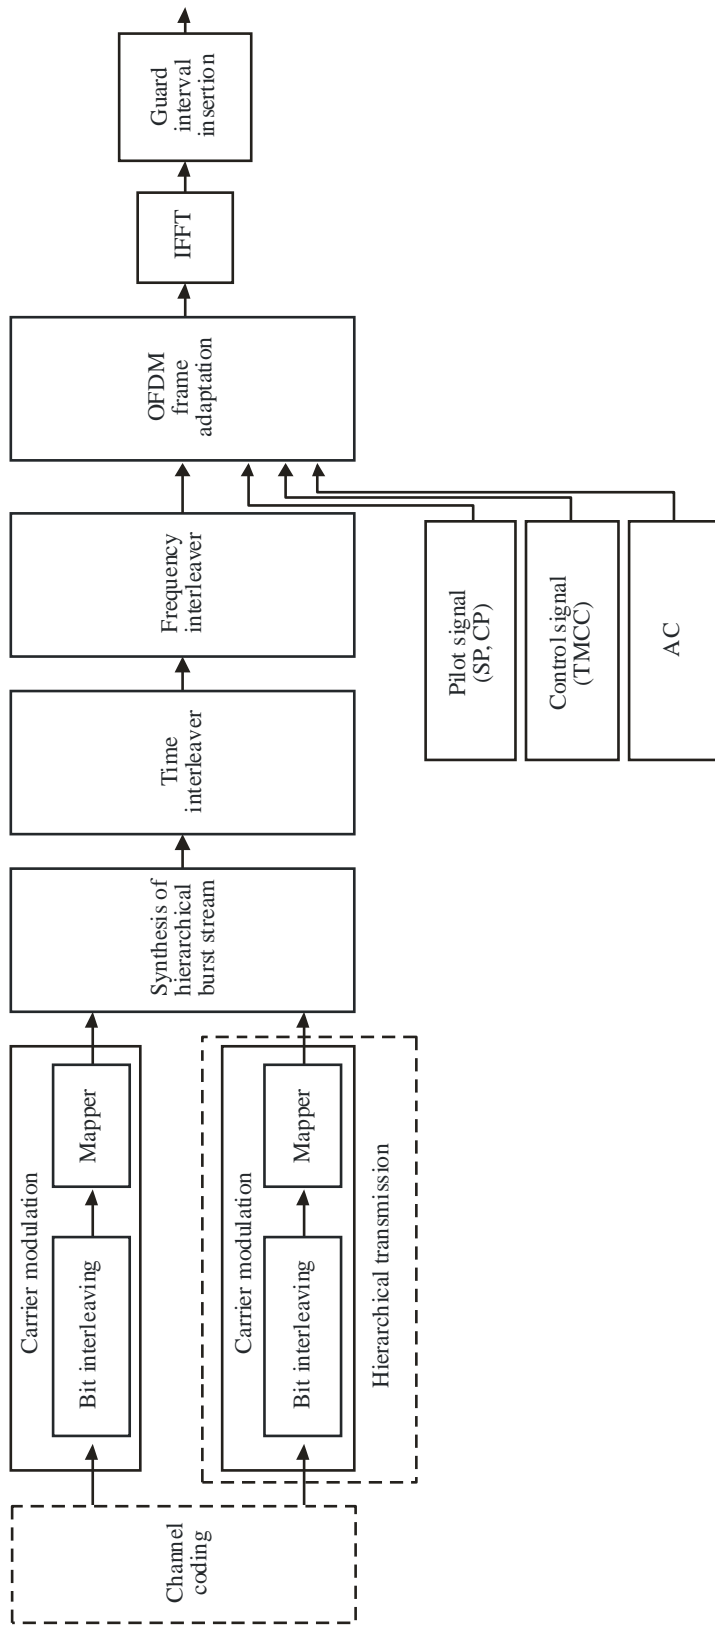 Channel
coding
Carrier modulation
Bit interleaving
Mapper
Carrier modulation
Bit interleaving
Mapper
Hierarchical transmission
Synthesis of
hierarchical
burst stream
Time
interleaver
Frequency
interleaver
Pilot signal
(SP, CP)
Control signal
(TMCC)
AC
OFDM
frame
adaptation
IFFT
Guard
interval
insertion